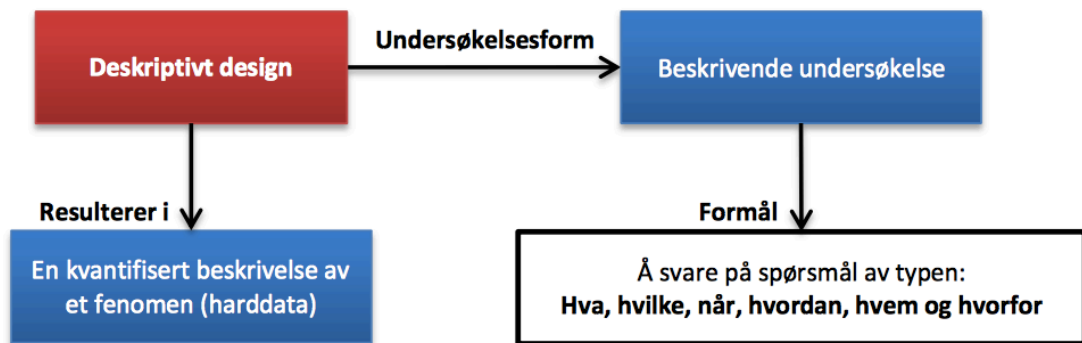 Deskriptivt design
Undersøkelsesform
Beskrivende undersøkelse
Resulterer i
Formål
En kvantifisert beskrivelse av
et fenomen (harddata)
Å svare på spørsmål av typen:
Hva, hvilke, når, hvordan, hvem og hvorfor